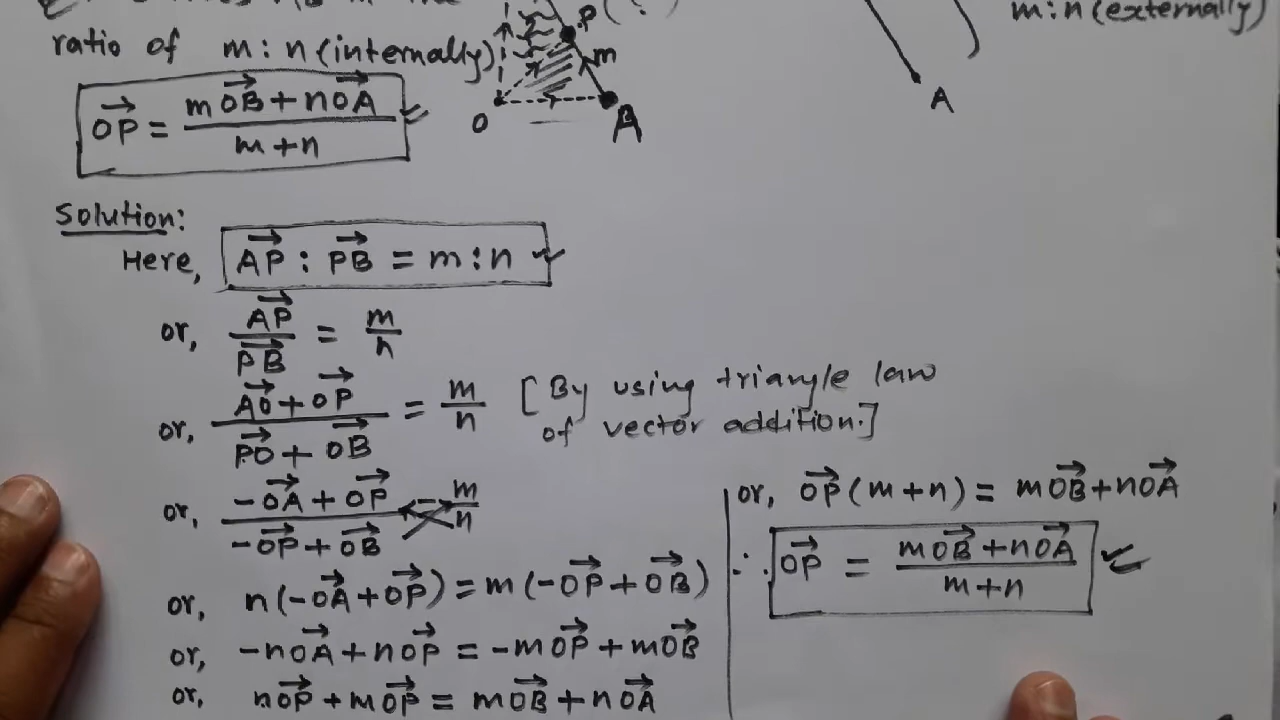 ratio of m : n (internally)
OP→ = (m OB→ + n OA→)/(m + n)
P (?)
m
O
A
m : n (externally)
A
Solution:
Here, AP→ : PB→ = m : n
or, AP→/PB→ = m/n
or, (AO→ + OP→)/(PO→ + OB→) = m/n [By using triangle law
of vector addition.]
or, (-OA→ + OP→)/(-OP→ + OB→) = m/n
or, n(-OA→ + OP→) = m(-OP→ + OB→)
or, -nOA→ + nOP→ = -mOP→ + mOB→
or, nOP→ + mOP→ = mOB→ + nOA→
or, OP→(m + n) = mOB→ + nOA→
∴ OP→ = (mOB→ + nOA→)/(m + n)